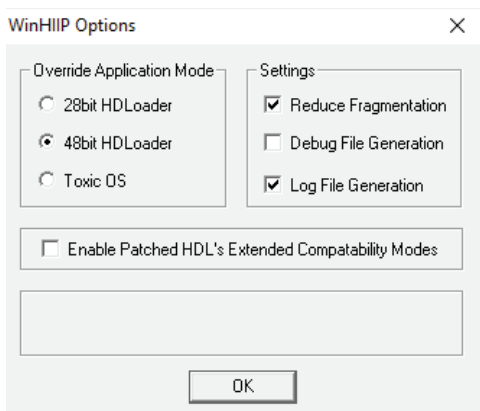 WinHIIP Options
Override Application Mode
28bit HDLoader
48bit HDLoader
Toxic OS
Settings
Reduce Fragmentation
Debug File Generation
Log File Generation
Enable Patched HDL's Extended Compatability Modes
OK